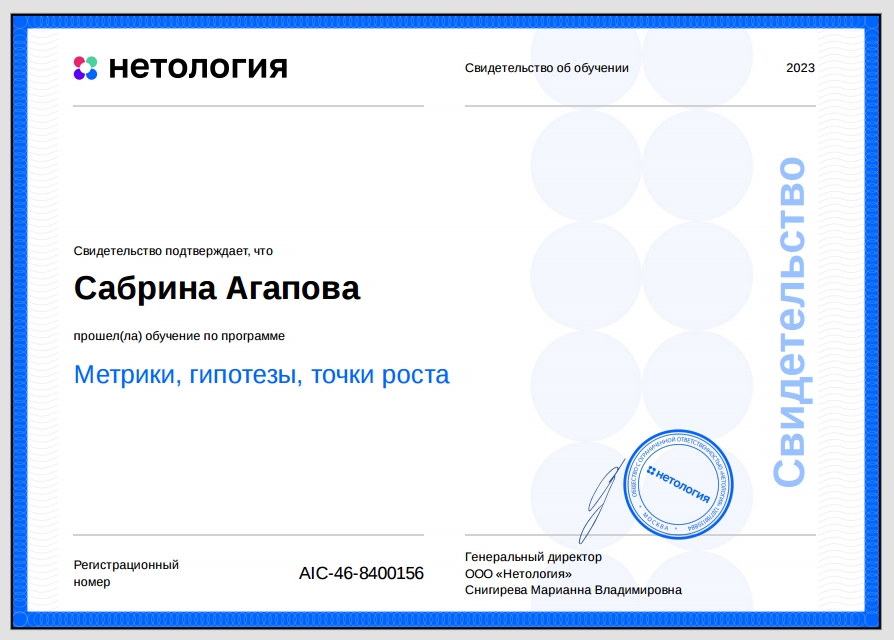 нетология
Свидетельство об обучении
2023
Свидетельство
Свидетельство подтверждает, что
Сабрина Агапова
прошел(ла) обучение по программе
Метрики, гипотезы, точки роста
ОБЩЕСТВО С ОГРАНИЧЕННОЙ ОТВЕТСТВЕННОСТЬЮ «НЕТОЛОГИЯ»
МОСКВА
нетология
Регистрационный
номер
AIC-46-8400156
Генеральный директор
ООО «Нетология»
Снигирева Марианна Владимировна